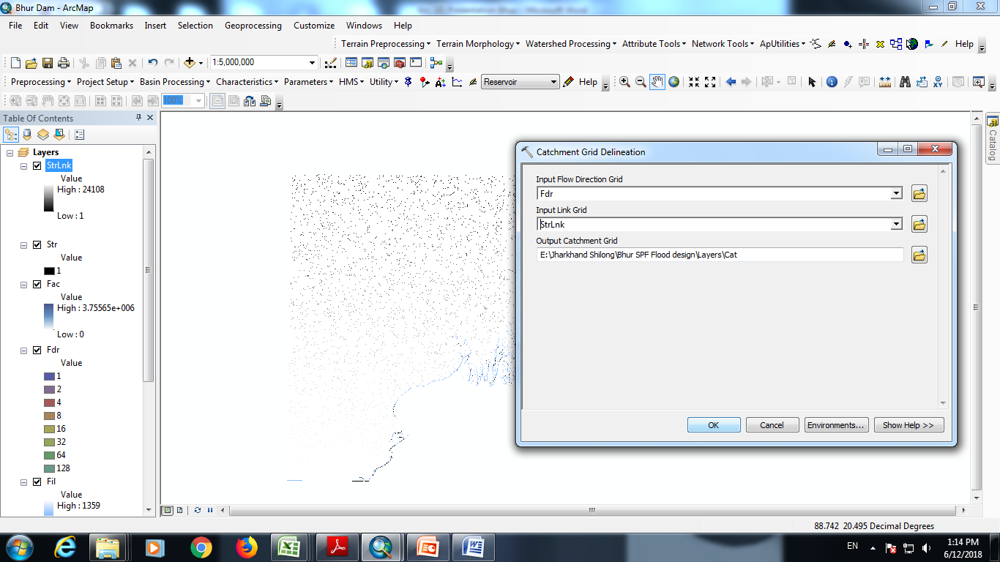 Bhur Dam - ArcMap
File Edit View Bookmarks Insert Selection Geoprocessing Customize Windows Help
Terrain Preprocessing Terrain Morphology Watershed Processing Attribute Tools Network Tools ApUtilities Help
1:5,000,000
Preprocessing Project Setup Basin Processing Characteristics Parameters HMS Utility Reservoir Help
100%
Table Of Contents
Layers
StrLnk
Value
High : 24108
Low : 1
Str
Value
1
Fac
Value
High : 3.75565e+006
Low : 0
Fdr
Value
1
2
4
8
16
32
64
128
Fil
Value
High : 1359
Catalog
Catchment Grid Delineation
Input Flow Direction Grid
Fdr
Input Link Grid
StrLnk
Output Catchment Grid
E:\Jharkhand Shilong\Bhur SPF Flood design\Layers\Cat
OK Cancel Environments... Show Help >>
88.742 20.495 Decimal Degrees
EN
1:14 PM
6/12/2018